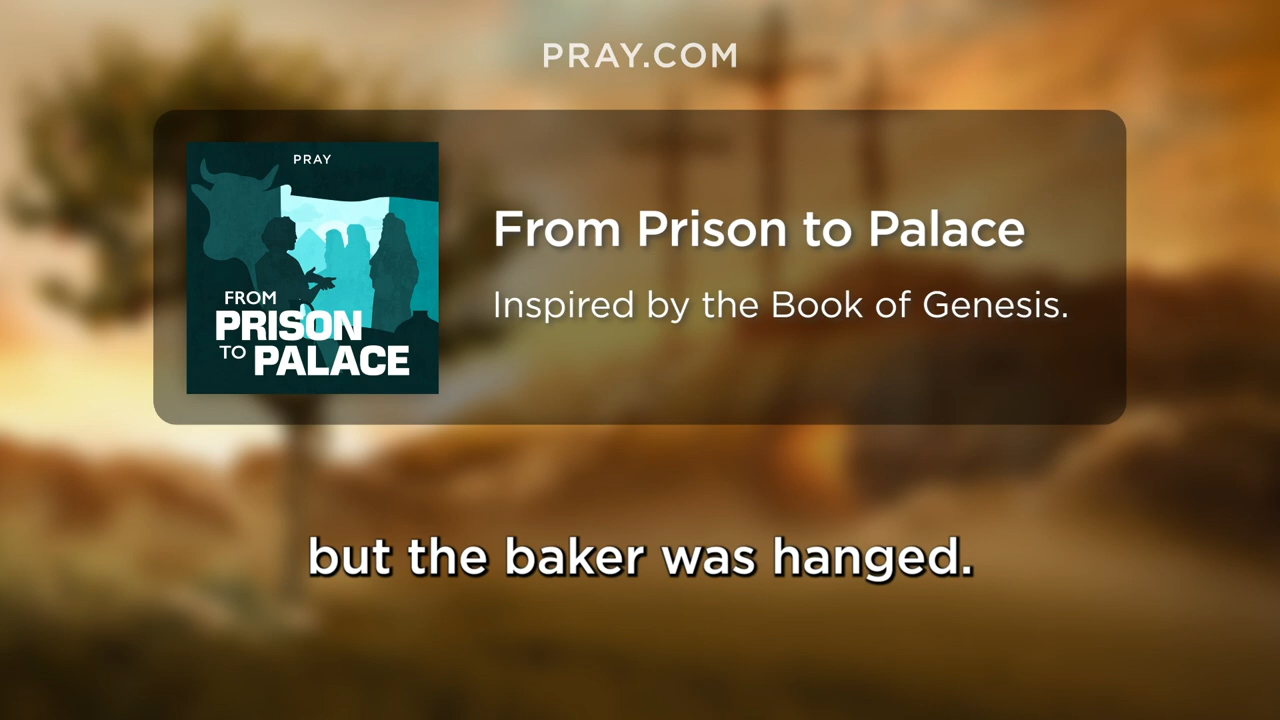 PRAY.COM
PRAY
FROM
PRISON
TO PALACE
From Prison to Palace
Inspired by the Book of Genesis.
but the baker was hanged.